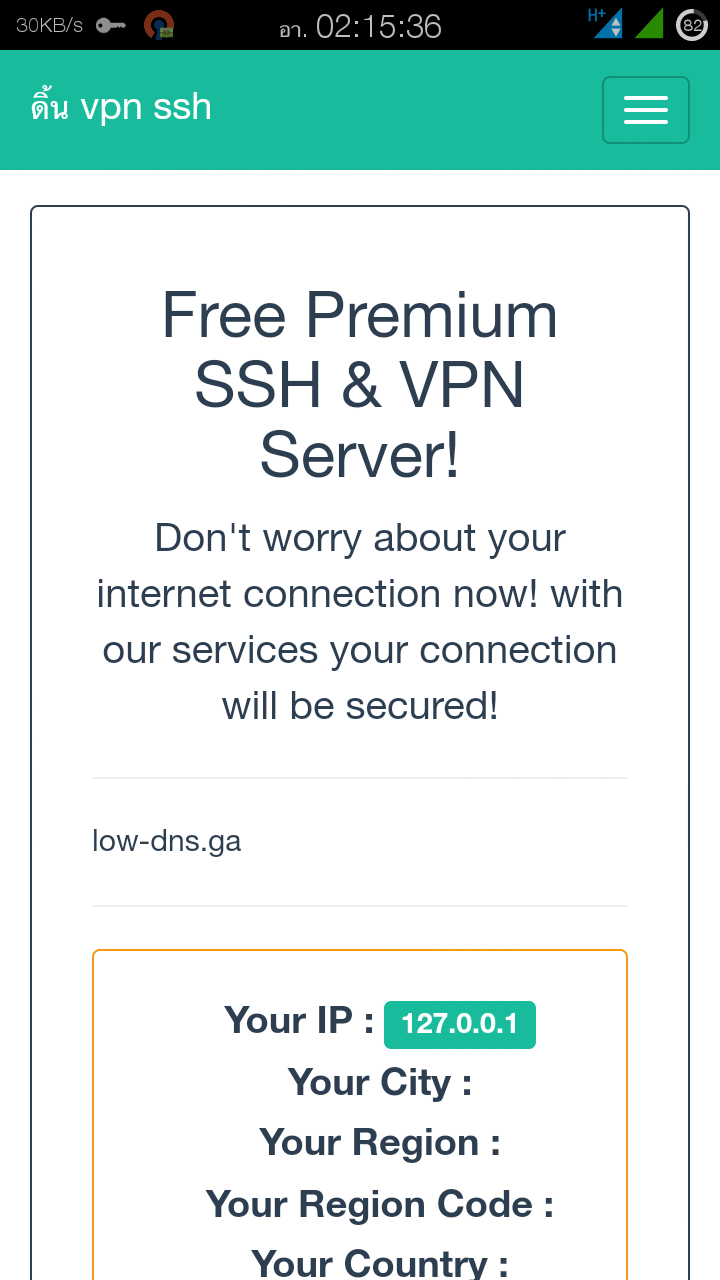 30KB/s อา. 02:15:36 H+ 82
ดิ้น vpn ssh
Free Premium
SSH & VPN
Server!
Don't worry about your
internet connection now! with
our services your connection
will be secured!
low-dns.ga
Your IP : 127.0.0.1
Your City :
Your Region :
Your Region Code :
Your Country :